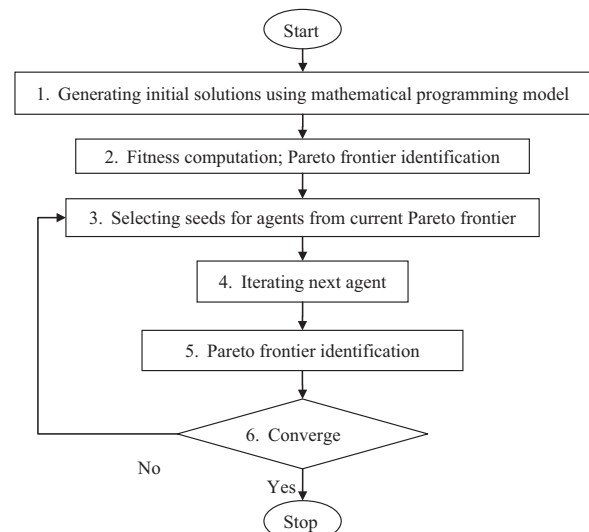 Start
1. Generating initial solutions using mathematical programming model
2. Fitness computation; Pareto frontier identification
3. Selecting seeds for agents from current Pareto frontier
4. Iterating next agent
5. Pareto frontier identification
6. Converge
No
Yes
Stop